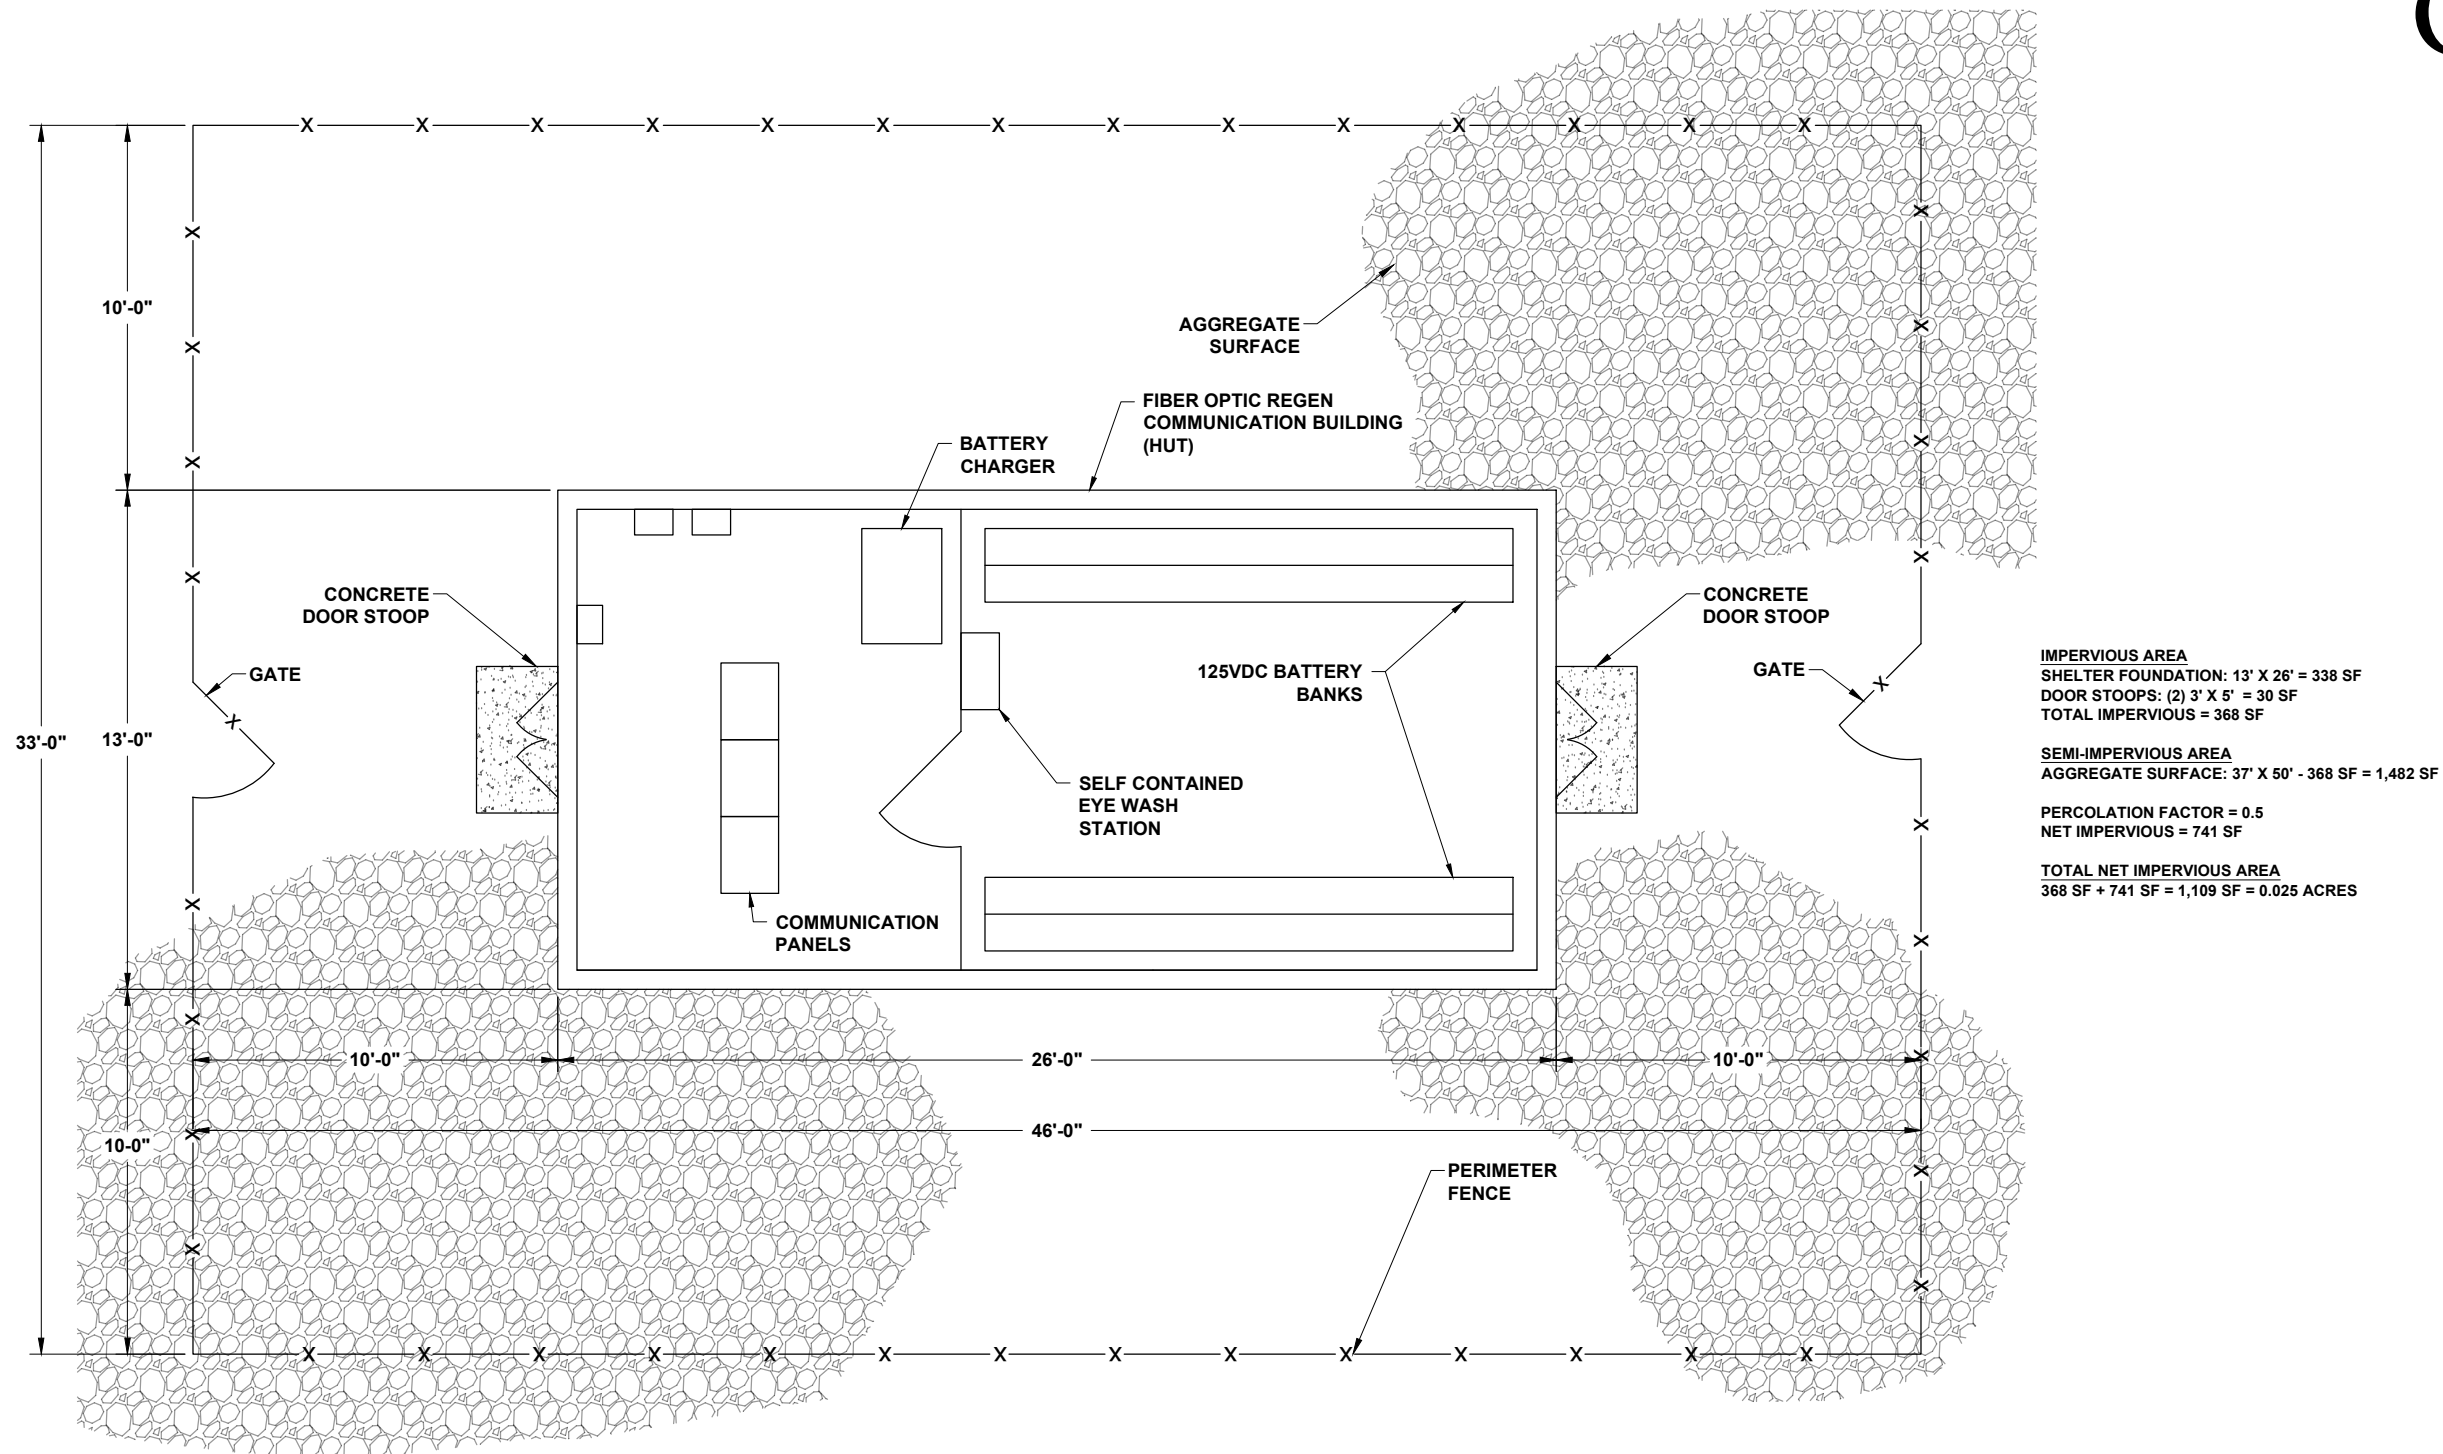 10'-0"
AGGREGATE
SURFACE
FIBER OPTIC REGEN
COMMUNICATION BUILDING
(HUT)
BATTERY
CHARGER
CONCRETE
DOOR STOOP
CONCRETE
DOOR STOOP
GATE
125VDC BATTERY
BANKS
GATE
33'-0"
13'-0"
SELF CONTAINED
EYE WASH
STATION
COMMUNICATION
PANELS
10'-0"
26'-0"
10'-0"
46'-0"
10-0"
PERIMETER
FENCE
IMPERVIOUS AREA
SHELTER FOUNDATION: 13' X 26' = 338 SF
DOOR STOOPS: (2) 3' X 5' = 30 SF
TOTAL IMPERVIOUS = 368 SF
SEMI-IMPERVIOUS AREA
AGGREGATE SURFACE: 37' X 50' - 368 SF = 1,482 SF
PERCOLATION FACTOR = 0.5
NET IMPERVIOUS = 741 SF
TOTAL NET IMPERVIOUS AREA
368 SF + 741 SF = 1,109 SF = 0.025 ACRES